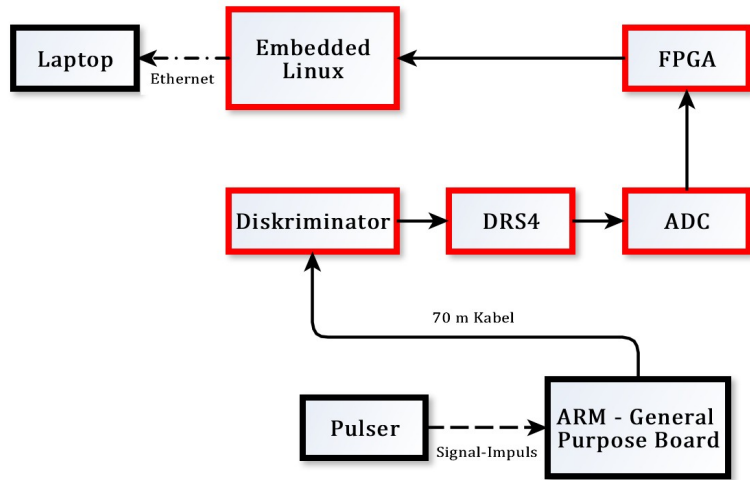 Laptop
Ethernet
Embedded
Linux
FPGA
Diskriminator
DRS4
ADC
70 m Kabel
Pulser
Signal-Impuls
ARM - General
Purpose Board